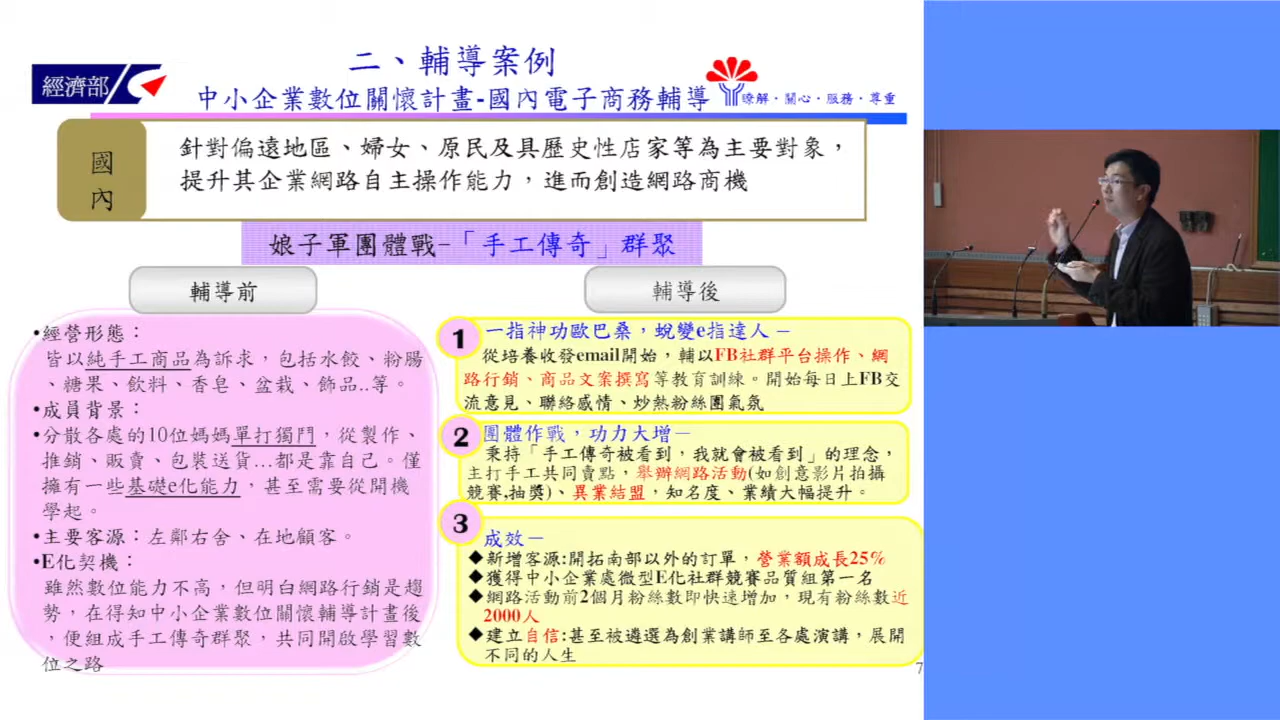 二、輔導案例
經濟部
中小企業數位關懷計畫-國內電子商務輔導
瞭解·關心·服務·尊重
國內
針對偏遠地區、婦女、原民及具歷史性店家等為主要對象，
提升其企業網路自主操作能力，進而創造網路商機
娘子軍團體戰-「手工傳奇」群聚
輔導前
•經營形態：
皆以純手工商品為訴求，包括水餃、粉腸
、糖果、飲料、香皂、盆栽、飾品..等。
•成員背景：
•分散各處的10位媽媽單打獨鬥，從製作、
推銷、販賣、包裝送貨...都是靠自己。僅
擁有一些基礎e化能力，甚至需要從開機
學起。
•主要客源：左鄰右舍、在地顧客。
•E化契機：
雖然數位能力不高，但明白網路行銷是趨
勢，在得知中小企業數位關懷輔導計畫後
，便組成手工傳奇群聚，共同開啟學習數
位之路
輔導後
1
一指神功歐巴桑，蛻變e指達人－
從培養收發email開始，輔以FB社群平台操作、網
路行銷、商品文案撰寫等教育訓練。開始每日上FB交
流意見、聯絡感情、炒熱粉絲團氣氛
2
團體作戰，功力大增－
秉持「手工傳奇被看到，我就會被看到」的理念，
主打手工共同賣點，舉辦網路活動(如創意影片拍攝
競賽,抽獎)、異業結盟，知名度、業績大幅提升。
3
成效－
◆新增客源:開拓南部以外的訂單，營業額成長25%
◆獲得中小企業處微型E化社群競賽品質組第一名
◆網路活動前2個月粉絲數即快速增加，現有粉絲數近
2000人
◆建立自信:甚至被遴選為創業講師至各處演講，展開
不同的人生
7